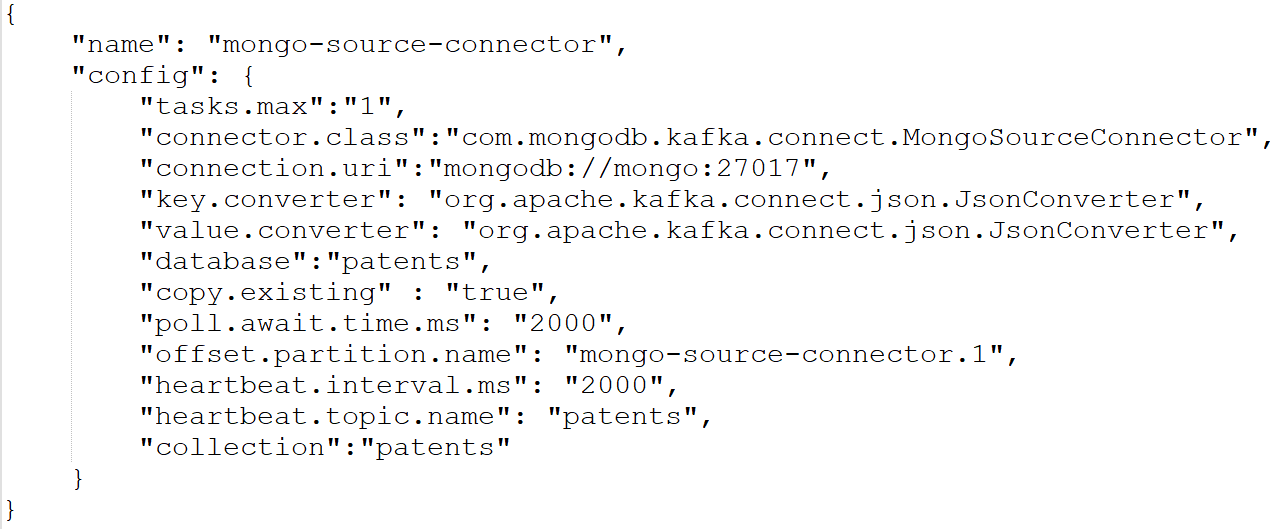 {
    "name": "mongo-source-connector",
    "config": {
        "tasks.max":"1",
        "connector.class":"com.mongodb.kafka.connect.MongoSourceConnector",
        "connection.uri":"mongodb://mongo:27017",
        "key.converter": "org.apache.kafka.connect.json.JsonConverter",
        "value.converter": "org.apache.kafka.connect.json.JsonConverter",
        "database":"patents",
        "copy.existing" : "true",
        "poll.await.time.ms": "2000",
        "offset.partition.name": "mongo-source-connector.1",
        "heartbeat.interval.ms": "2000",
        "heartbeat.topic.name": "patents",
        "collection":"patents"
    }
}